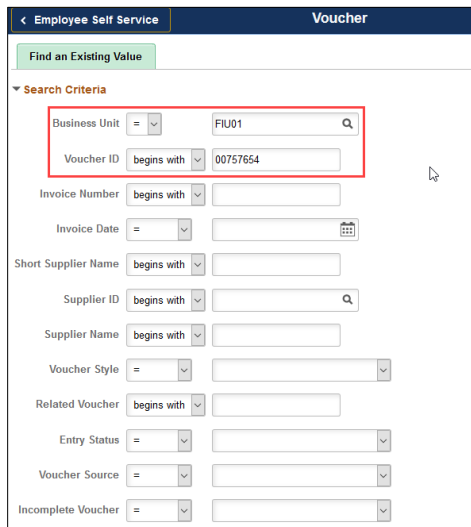 Employee Self Service Voucher
Find an Existing Value
Search Criteria
Business Unit = FIU01
Voucher ID begins with 00757654
Invoice Number begins with
Invoice Date =
Short Supplier Name begins with
Supplier ID begins with
Supplier Name begins with
Voucher Style =
Related Voucher begins with
Entry Status =
Voucher Source =
Incomplete Voucher =